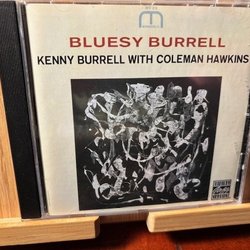 BLUESY BURRELL
KENNY BURRELL WITH COLEMAN HAWKINS